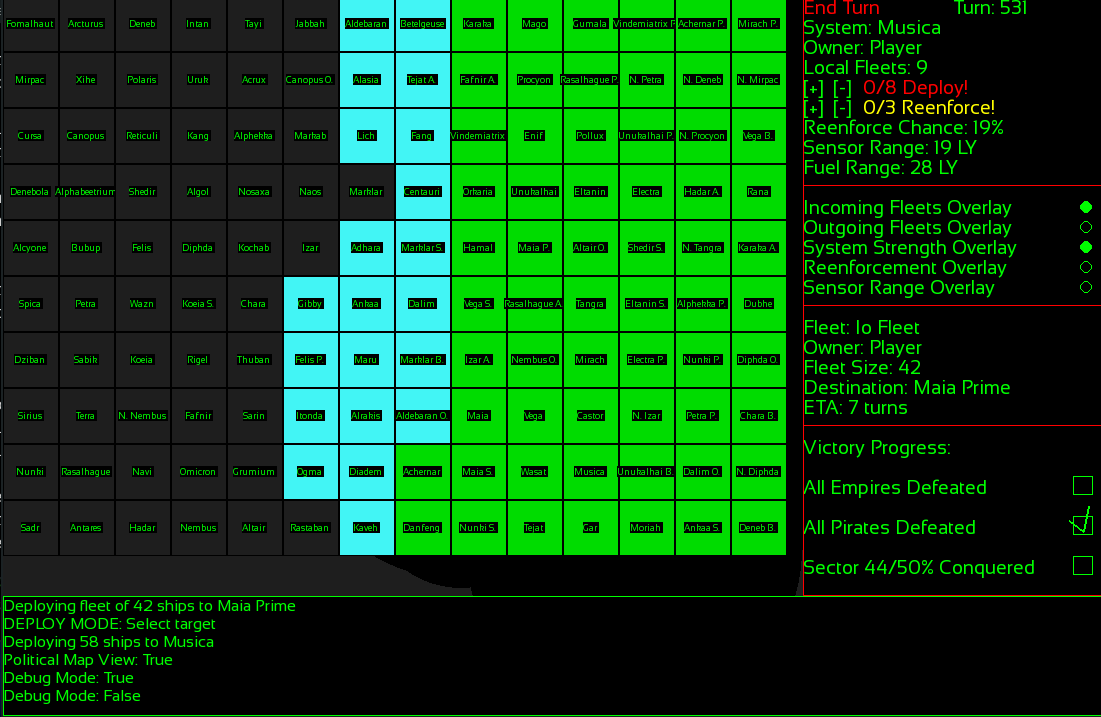 Fomalhaut Arcturus Deneb Intan Tayi Jabbah Aldebaran Betelgeuse Karaka Mago Gumala Vindemiatrix P. Achernar P. Mirach P.
Mirpac Xihe Polaris Uruk Acrux Canopus O. Alasia Tejat A. Fafnir A. Procyon Rasalhague P. N. Petra N. Deneb N. Mirpac
Cursa Canopus Reticuli Kang Alphekka Markab Lich Fang Vindemiatrix Enif Pollux Unukalhai P. N. Procyon Vega B.
Denebola Alphabeetrium Shedir Algol Nosaxa Naos Marklar Centauri Orkaria Unukalhai Eltanin Electra Hadar A. Rana
Alcyone Bubup Felis Diphda Kochab Izar Adhara Marklar S. Hamal Maia P. Altair O. Shedir S. N. Tangra Karaka A.
Spica Petra Wazn Koeia S. Chara Gibby Ankaa Dalim Vega S. Rasalhague A. Tangra Eltanin S. Alphekka P. Dubhe
Dziban Sabik Koeia Rigel Thuban Felis P. Maru Marklar B. Izar A. Nembus O. Mirach Electra P. Nunki P. Diphda O.
Sirius Terra N. Nembus Fafnir Sarin Itonda Alrakis Aldebaran O. Maia Vega Castor N. Izar Petra P. Chara B.
Nunki Rasalhague Navi Omicron Grumium Ogma Diadem Achernar Maia S. Wasat Musica Unukalhai B. Dalim O. N. Diphda
Sadr Antares Hadar Nembus Altair Rastaban Kaveh Danfeng Nunki S. Tejat Gar Moriah Ankaa S. Deneb B.
End Turn Turn: 531
System: Musica
Owner: Player
Local Fleets: 9
[+] [-] 0/8 Deploy!
[+] [-] 0/3 Reenforce!
Reenforce Chance: 19%
Sensor Range: 19 LY
Fuel Range: 28 LY
Incoming Fleets Overlay
Outgoing Fleets Overlay
System Strength Overlay
Reenforcement Overlay
Sensor Range Overlay
Fleet: Io Fleet
Owner: Player
Fleet Size: 42
Destination: Maia Prime
ETA: 7 turns
Victory Progress:
All Empires Defeated
All Pirates Defeated
Sector 44/50% Conquered
Deploying fleet of 42 ships to Maia Prime
DEPLOY MODE: Select target
Deploying 58 ships to Musica
Political Map View: True
Debug Mode: True
Debug Mode: False